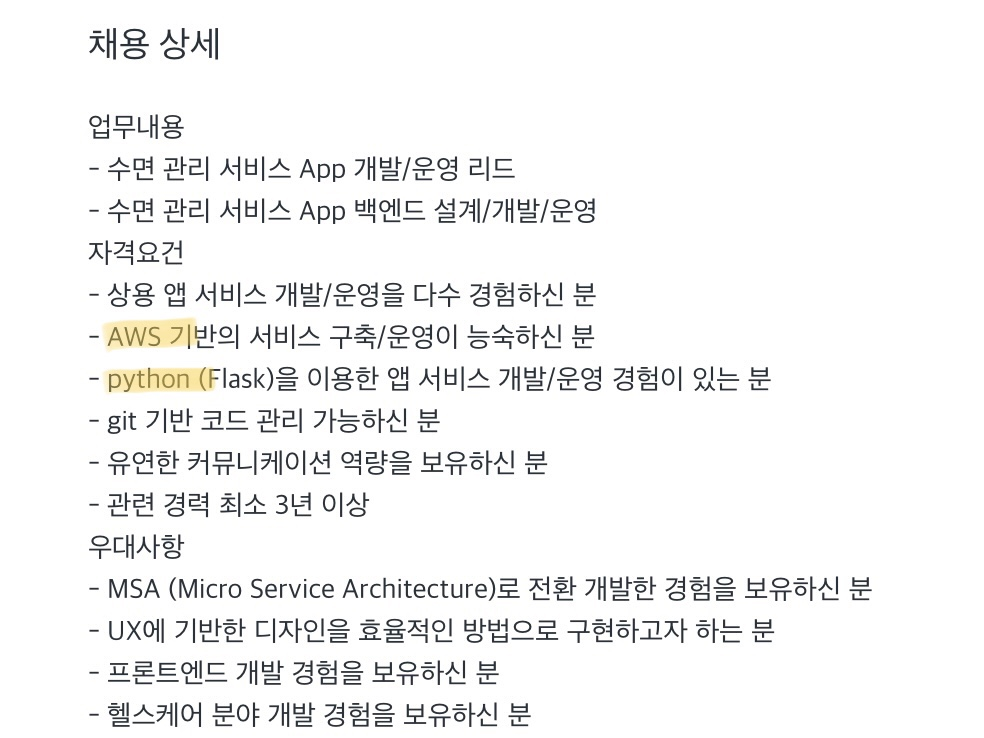 채용 상세
업무내용
- 수면 관리 서비스 App 개발/운영 리드
- 수면 관리 서비스 App 백엔드 설계/개발/운영
자격요건
- 상용 앱 서비스 개발/운영을 다수 경험하신 분
- AWS 기반의 서비스 구축/운영이 능숙하신 분
- python (Flask)을 이용한 앱 서비스 개발/운영 경험이 있는 분
- git 기반 코드 관리 가능하신 분
- 유연한 커뮤니케이션 역량을 보유하신 분
- 관련 경력 최소 3년 이상
우대사항
- MSA (Micro Service Architecture)로 전환 개발한 경험을 보유하신 분
- UX에 기반한 디자인을 효율적인 방법으로 구현하고자 하는 분
- 프론트엔드 개발 경험을 보유하신 분
- 헬스케어 분야 개발 경험을 보유하신 분